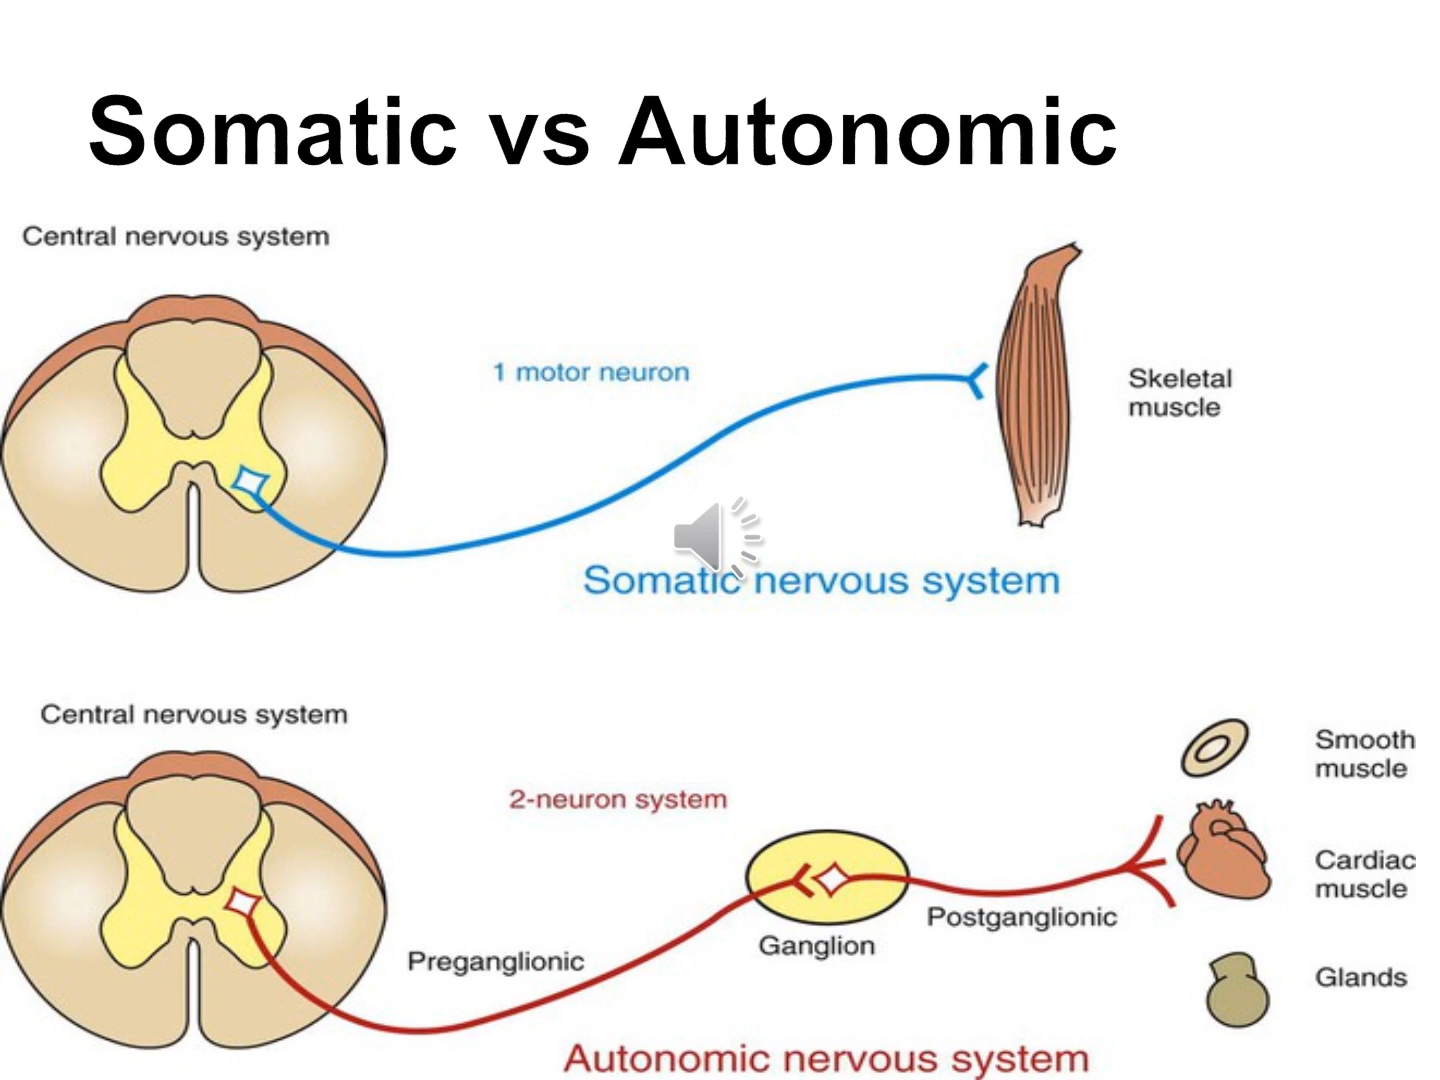 Somatic vs Autonomic
Central nervous system
1 motor neuron
Skeletal
muscle
Somatic nervous system
Central nervous system
2-neuron system
Smooth
muscle
Cardiac
muscle
Postganglionic
Ganglion
Preganglionic
Glands
Autonomic nervous system